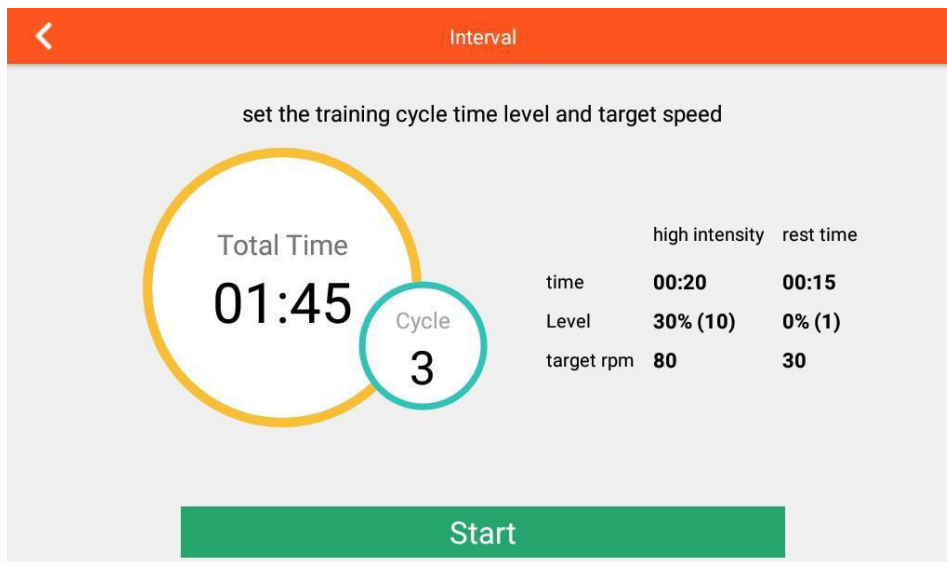 Interval
set the training cycle time level and target speed
Total Time
01:45
Cycle
3
high intensity rest time
time 00:20 00:15
Level 30% (10) 0% (1)
target rpm 80 30
Start